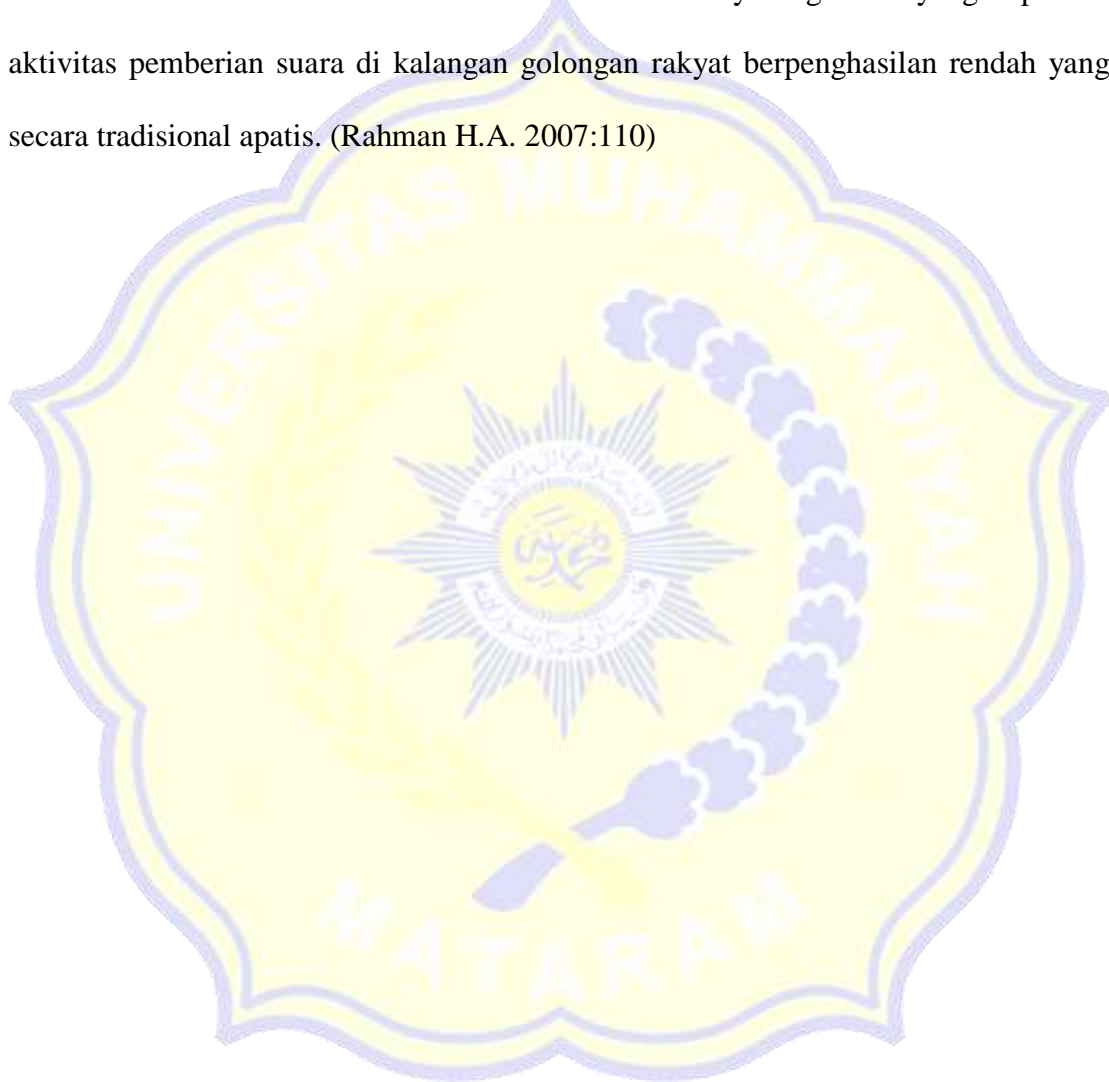 aktivitas pemberian suara di kalangan golongan rakyat berpenghasilan rendah yang
secara tradisional apatis. (Rahman H.A. 2007:110)
UNIVERSITAS MUHAMMADIYAH
MATARAM